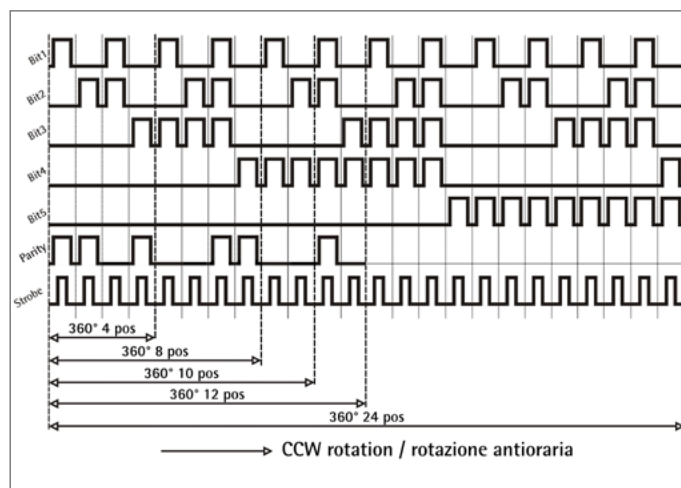 Bit1
Bit2
Bit3
Bit4
Bit5
Parity
Strobe
360° 4 pos
360° 8 pos
360° 10 pos
360° 12 pos
360° 24 pos
CCW rotation / rotazione antioraria